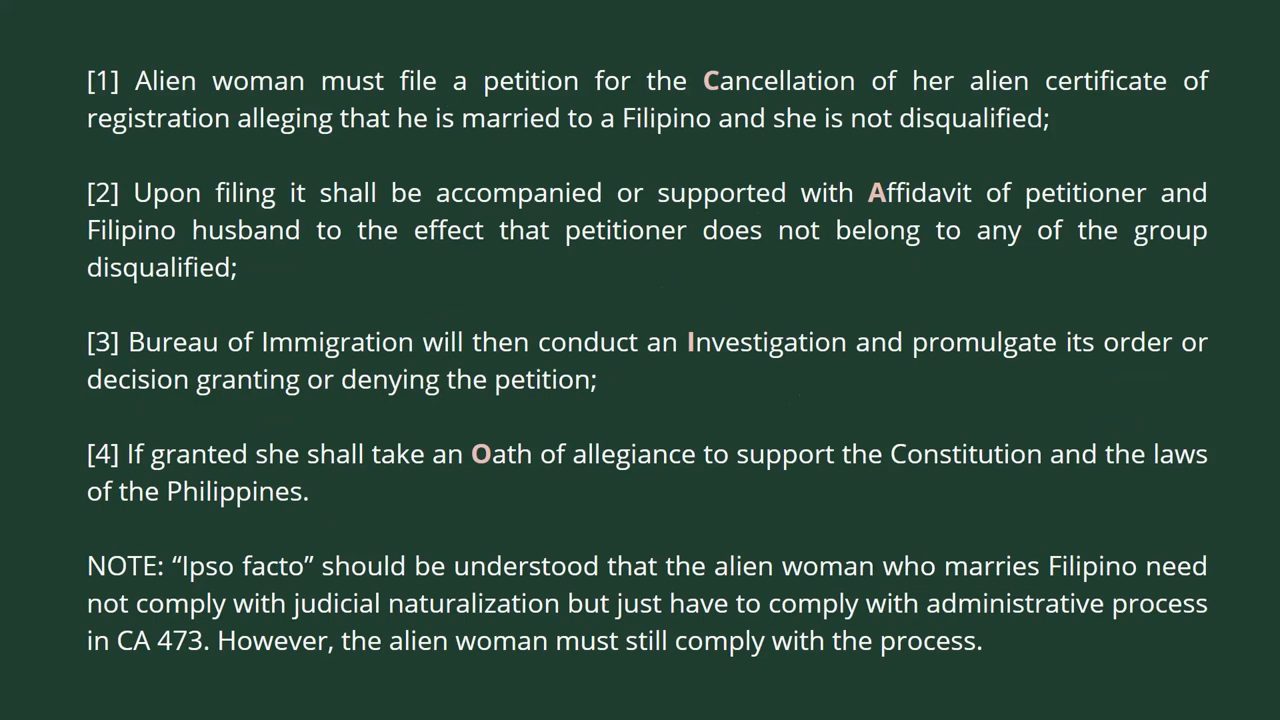 [1] Alien woman must file a petition for the Cancellation of her alien certificate of
registration alleging that he is married to a Filipino and she is not disqualified;
[2] Upon filing it shall be accompanied or supported with Affidavit of petitioner and
Filipino husband to the effect that petitioner does not belong to any of the group
disqualified;
[3] Bureau of Immigration will then conduct an Investigation and promulgate its order or
decision granting or denying the petition;
[4] If granted she shall take an Oath of allegiance to support the Constitution and the laws
of the Philippines.
NOTE: “Ipso facto” should be understood that the alien woman who marries Filipino need
not comply with judicial naturalization but just have to comply with administrative process
in CA 473. However, the alien woman must still comply with the process.